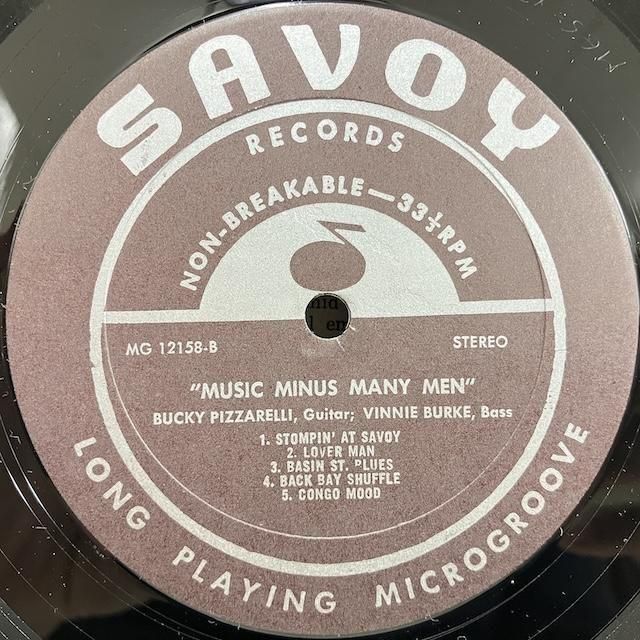 SAVOY
RECORDS
NON-BREAKABLE—33⅓RPM
MG 12158-B
STEREO
"MUSIC MINUS MANY MEN"
BUCKY PIZZARELLI, Guitar; VINNIE BURKE, Bass
1. STOMPIN' AT SAVOY
2. LOVER MAN
3. BASIN ST. BLUES
4. BACK BAY SHUFFLE
5. CONGO MOOD
LONG PLAYING MICROGROOVE